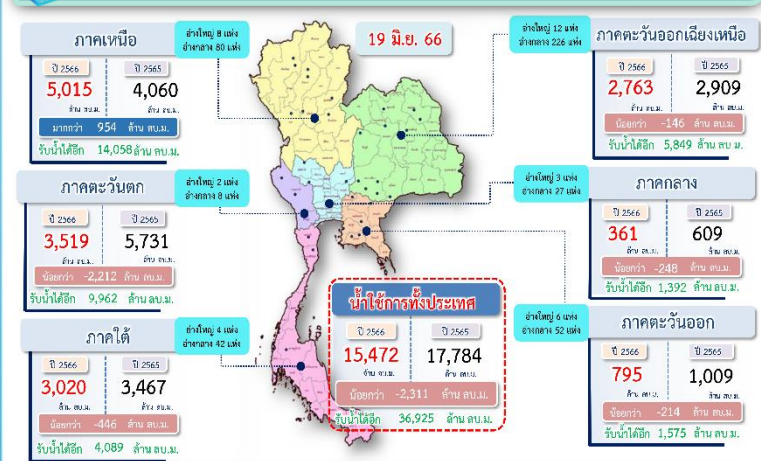 19 มิ.ย. 66
ภาคเหนือ
อ่างใหญ่ 8 แห่ง
อ่างกลาง 80 แห่ง
ปี 2566 ปี 2565
5,015 4,060
ล้าน ลบ.ม. ล้าน ลบ.ม.
มากกว่า 954 ล้าน ลบ.ม.
รับน้ำได้อีก 14,058 ล้าน ลบ.ม.
ภาคตะวันออกเฉียงเหนือ
อ่างใหญ่ 12 แห่ง
อ่างกลาง 226 แห่ง
ปี 2566 ปี 2565
2,763 2,909
ล้าน ลบ.ม. ล้าน ลบ.ม.
น้อยกว่า -146 ล้าน ลบ.ม.
รับน้ำได้อีก 5,849 ล้าน ลบ.ม.
ภาคตะวันตก
อ่างใหญ่ 2 แห่ง
อ่างกลาง 8 แห่ง
ปี 2566 ปี 2565
3,519 5,731
ล้าน ลบ.ม. ล้าน ลบ.ม.
น้อยกว่า -2,212 ล้าน ลบ.ม.
รับน้ำได้อีก 9,962 ล้าน ลบ.ม.
ภาคกลาง
อ่างใหญ่ 3 แห่ง
อ่างกลาง 27 แห่ง
ปี 2566 ปี 2565
361 609
ล้าน ลบ.ม. ล้าน ลบ.ม.
น้อยกว่า -248 ล้าน ลบ.ม.
รับน้ำได้อีก 1,392 ล้าน ลบ.ม.
ภาคใต้
อ่างใหญ่ 4 แห่ง
อ่างกลาง 42 แห่ง
ปี 2566 ปี 2565
3,020 3,467
ล้าน ลบ.ม. ล้าน ลบ.ม.
น้อยกว่า -446 ล้าน ลบ.ม.
รับน้ำได้อีก 4,089 ล้าน ลบ.ม.
น้ำใช้การทั้งประเทศ
ปี 2566 ปี 2565
15,472 17,784
ล้าน ลบ.ม.
น้อยกว่า -2,311 ล้าน ลบ.ม.
รับน้ำได้อีก 36,925 ล้าน ลบ.ม.
ภาคตะวันออก
อ่างใหญ่ 6 แห่ง
อ่างกลาง 52 แห่ง
ปี 2566 ปี 2565
795 1,009
ล้าน ลบ.ม. ล้าน ลบ.ม.
น้อยกว่า -214 ล้าน ลบ.ม.
รับน้ำได้อีก 1,575 ล้าน ลบ.ม.